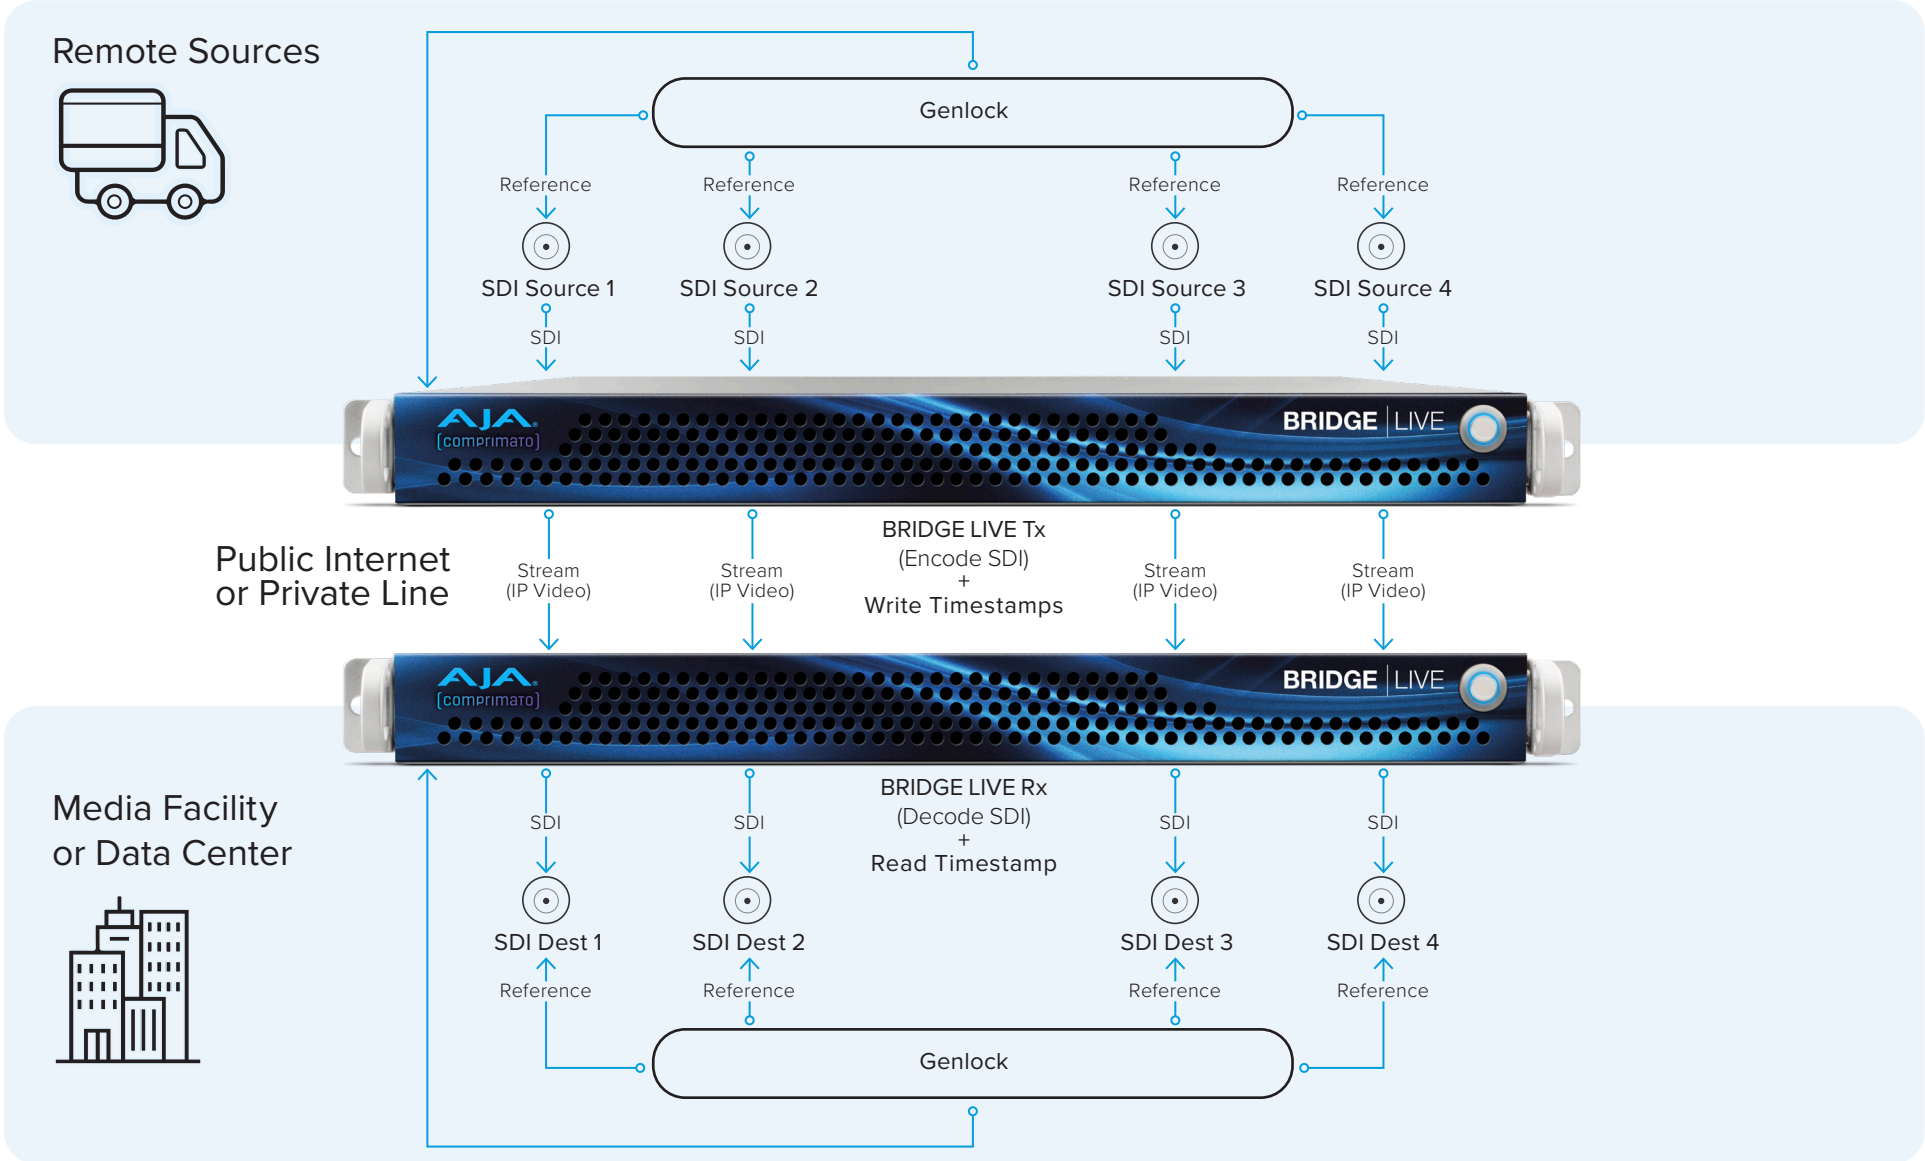 Remote Sources
Genlock
Reference
Reference
Reference
Reference
SDI Source 1
SDI Source 2
SDI Source 3
SDI Source 4
SDI
SDI
SDI
SDI
AJA®
[comprimato]
BRIDGE | LIVE
Public Internet
or Private Line
BRIDGE LIVE Tx
(Encode SDI)
+
Write Timestamps
Stream
(IP Video)
Stream
(IP Video)
Stream
(IP Video)
Stream
(IP Video)
AJA®
[comprimato]
BRIDGE | LIVE
Media Facility
or Data Center
BRIDGE LIVE Rx
(Decode SDI)
+
Read Timestamp
SDI
SDI
SDI
SDI
SDI Dest 1
SDI Dest 2
SDI Dest 3
SDI Dest 4
Reference
Reference
Reference
Reference
Genlock